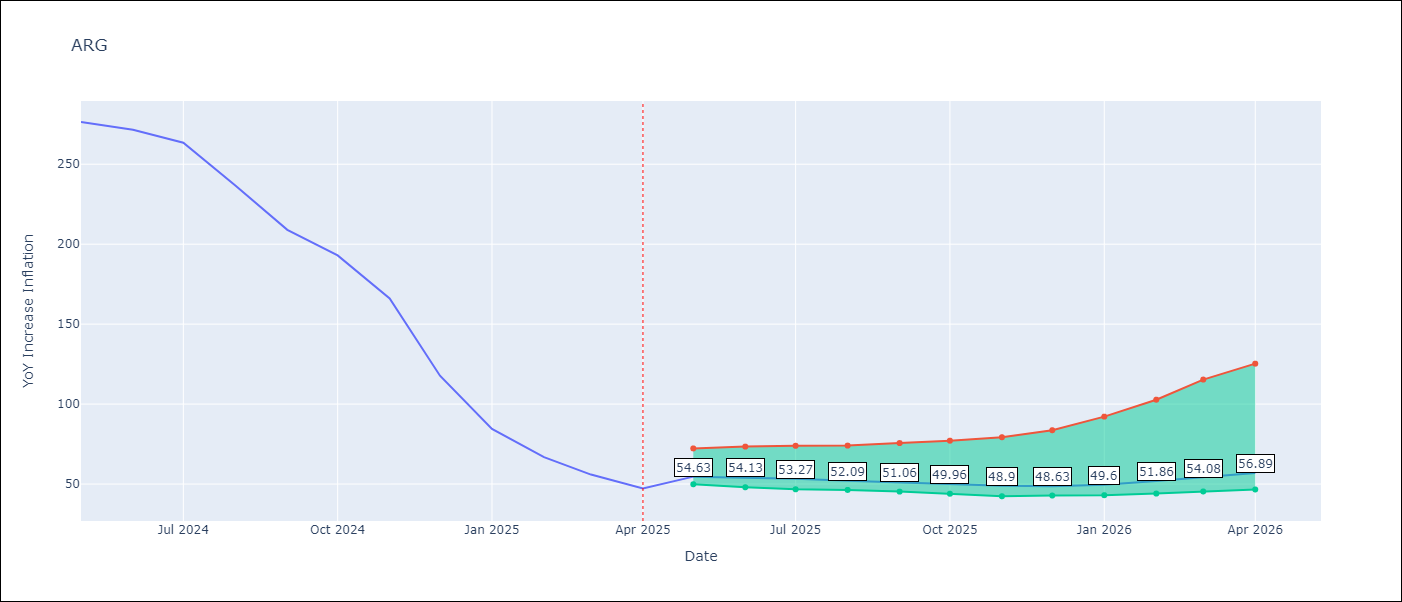 ARG
YoY Increase Inflation
250
200
150
100
50
54.63 54.13 53.27 52.09 51.06 49.96 48.9 48.63 49.6 51.86 54.08 56.89
Jul 2024 Oct 2024 Jan 2025 Apr 2025 Jul 2025 Oct 2025 Jan 2026 Apr 2026
Date